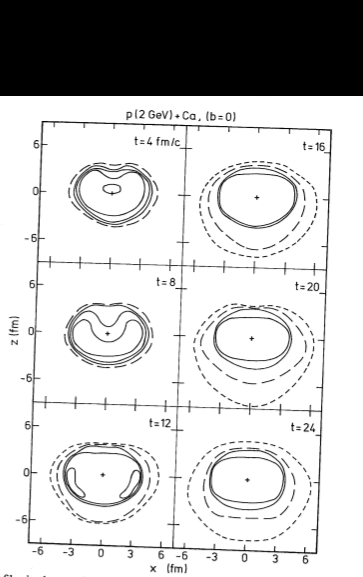 p (2 GeV) + Ca, (b=0)
t=4 fm/c
t=16
6
0
-6
t=8
t=20
6
0
-6
z (fm)
t=12
t=24
6
0
-6
-6 -3 0 3 6 -6 -3 0 3 6
x (fm)